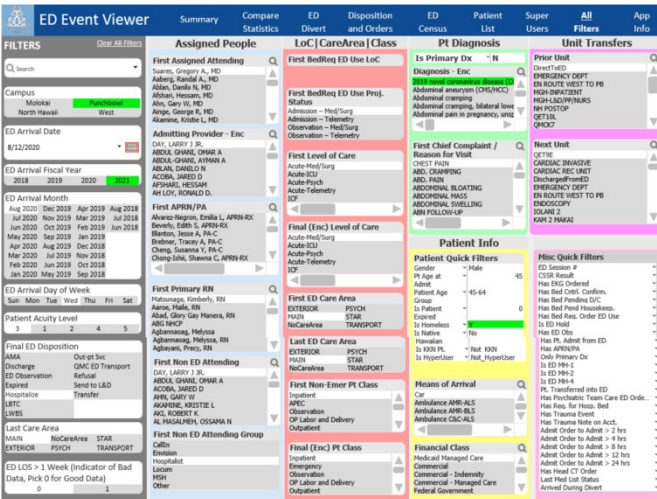 ED Event Viewer
Summary
Compare Statistics
ED Divert
Disposition and Orders
ED Census
Patient List
Super Users
All Filters
App Info
FILTERS
Clear All Filters
Search
Campus
Molokai Punchbowl
North Hawaii West
ED Arrival Date
8/12/2020
ED Arrival Fiscal Year
2018 2019 2020 2021
ED Arrival Month
Aug 2020 Dec 2019 Apr 2019 Aug 2018
Jul 2020 Nov 2019 Mar 2019 Jul 2018
Jun 2020 Oct 2019 Feb 2019 Jun 2018
May 2020 Sep 2019 Jan 2019
Apr 2020 Aug 2019 Dec 2018
Mar 2020 Jul 2019 Nov 2018
Feb 2020 Jun 2019 Oct 2018
Jan 2020 May 2019 Sep 2018
ED Arrival Day of Week
Sun Mon Tue Wed Thu Fri Sat
Patient Acuity Level
3 1 2 4 5
Final ED Disposition
AMA Out-pt Svc
Discharge QMC ED Transport
ED Observation Refusal
Expired Send to L&D
Hospitalize Transfer
LBTC
LWBS
Last Care Area
MAIN NoCareArea STAR
EXTERIOR PSYCH TRANSPORT
ED LOS > 1 Week (Indicator of Bad
Data, Pick 0 for Good Data)
0 1
Assigned People
First Assigned Attending
Suares, Gregory A., MD
Aaberg, Randal A., MD
Ablan, Danilo N, MD
Afshari, Hessam, MD
Ahn, Gary W, MD
Ainge, George R, MD
Akamine, Kristie L, MD
Admitting Provider - Enc
DAY, LARRY J JR.
ABDUL GHANI, OMAR A
ABDUL-GHANI, AYMAN A
ABLAN, DANILO N
ACOBA, JARED D
AFSHARI, HESSAM
AH LOY, RONALD D.
First APRN/PA
Alvarez-Negron, Emilia L, APRN-RX
Beverly, Edith S, APRN-RX
Blanton, Jesse A, PA-C
Brebner, Tracey A, PA-C
Cheng, Susanna Y, PA-C
Chong-Ishii, Shawna C, APRN-RX
First Primary RN
Matsunaga, Kimberly, RN
Aaroe, Maile, RN
Abad, Glory Gay Manera, RN
ABG NHCP
Agbannaoag, Melyssa
Agbannaoag, Melyssa, RN
Agbayani, Precy, RN
First Non ED Attending
DAY, LARRY J JR.
ABDUL GHANI, OMAR A
ACOBA, JARED D
AHN, GARY W
AKAMINE, KRISTIE L
AKI, ROBERT K
AL MASALMEH, OSSAMA N
First Non ED Attending Group
CallIn
Envision
Hospitalist
Locum
MSH
Other
LoC|CareArea|Class
First BedReq ED Use LoC
First BedReq ED Use Proj.
Status
Admission – Med/Surg
Admission – Telemetry
Observation – Med/Surg
Observation – Telemetry
First Level of Care
Acute-Med/Surg
Acute-ICU
Acute-Psych
Acute-Telemetry
ICF
Final (Enc) Level of Care
Acute-Med/Surg
Acute-ICU
Acute-Psych
Acute-Telemetry
ICF
First ED Care Area
EXTERIOR PSYCH
MAIN STAR
NoCareArea TRANSPORT
Last ED Care Area
EXTERIOR PSYCH
MAIN STAR
NoCareArea TRANSPORT
First Non-Emer Pt Class
Inpatient
APEC
Observation
OP Labor and Delivery
Outpatient
Final (Enc) Pt Class
Inpatient
Emergency
Observation
OP Labor and Delivery
Outpatient
Pt Diagnosis
Is Primary Dx N
Diagnosis - Enc
2019 novel coronavirus disease (CO
Abdominal aneurysm (CMS/HCC)
Abdominal cramping
Abdominal cramping, bilateral lowe
Abdominal pain in pregnancy, unsp
First Chief Complaint /
Reason for Visit
CHEST PAIN
ABD. CRAMPING
ABD. PAIN
ABDOMINAL BLOATING
ABDOMINAL MASS
ABDOMINAL SWELLING
ABN FOLLOW-UP
Patient Info
Patient Quick Filters
Gender Male
Pt Age at Admit 45
Patient Age Group 45-64
Is Patient Expired 0
Is Homeless Y
Is Native Hawaiian No
Is KKN Pt. Not KKN
Is HyperUser Not_HyperUser
Means of Arrival
Car
Ambulance AMR-ALS
Ambulance AMR-BLS
Ambulance C&C-ALS
Financial Class
Medicaid Managed Care
Commercial
Commercial - Indemnity
Commercial - Managed Care
Federal Government
Unit Transfers
Prior Unit
DirectToED
EMERGENCY DEPT
EN ROUTE WEST TO PB
MGH-INPATIENT
MGH-L&D/PP/NURS
NH POSTOP
QET10L
QMCK7
Next Unit
QET9E
CARDIAC INVASIVE
CARDIAC REC UNIT
DischargedFromED
EMERGENCY DEPT
EN ROUTE WEST TO PB
ENDOSCOPY
IOLANI 2
KAM 2 MAKAI
Misc Quick Filters
ED Session #
CSSR Result
Has EKG Ordered
Has Bed Cntrl. Confirm.
Has Bed Pending D/C
Has Bed Pend Housekeep.
Has Bed Req. Order ED Use
Is ED Hold
Has ED Obs
Has Pt. Admit from ED
Has APRN/PA
Only Primary Dx
Is ED MH-1
Is ED MH-2
Is ED MH-4
Pt. Transferred into ED
Has Psychiatric Team Care ED Orde...
Has Req. for Hosp. Bed
Has Trauma Event
Has Trauma Note on Acct.
Admit Order to Admit > 2 hrs
Admit Order to Admit > 4 hrs
Admit Order to Admit > 8 hrs
Admit Order to Admit > 12 hrs
Admit Order to Admit > 24 hrs
Has Head CT Order
Last Med List Status
Arrived During Divert